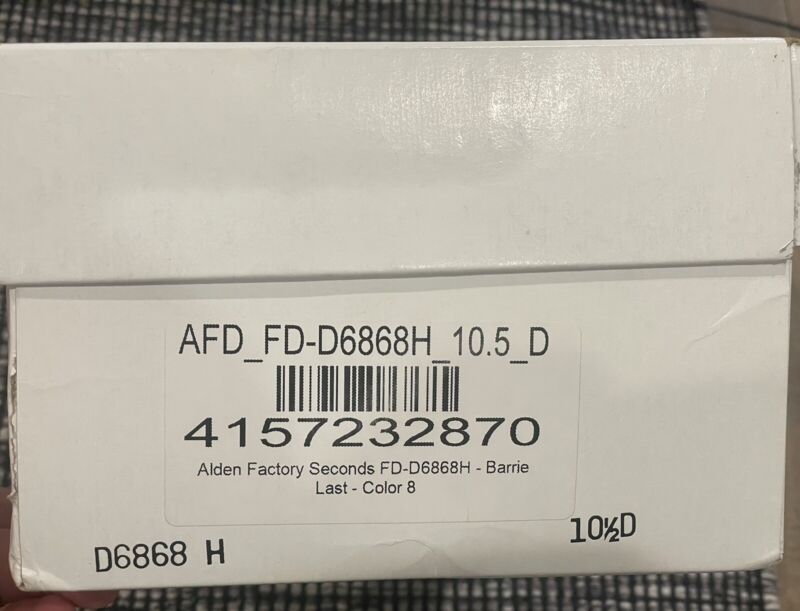 AFD_FD-D6868H_10.5_D
4157232870
Alden Factory Seconds FD-D6868H - Barrie
Last - Color 8
D6868 H
10½D